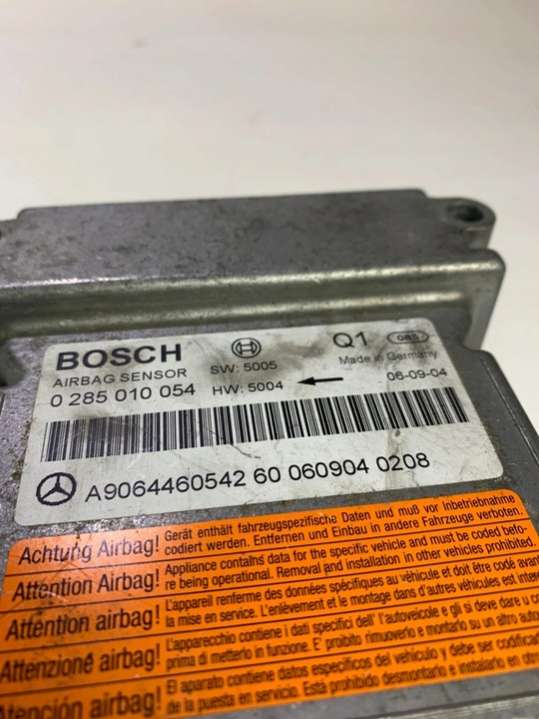 BOSCH SW: 5005 Q1 085
AIRBAG SENSOR Made in Germany
0 285 010 054 HW: 5004 06-09-04
A9064460542 60 060904 0208
Achtung Airbag! Gerät enthält fahrzeugspezifische Daten und muß vor Inbetriebnahme
codiert werden. Entfernen und Einbau in andere Fahrzeuge verboten.
Attention Airbag! Appliance contains data for the specific vehicle and must be coded befo-
re being operational. Removal and installation in other vehicles prohibited.
Attention airbag! L'appareil renferme des données spécifiques au véhicule et doit être codé avan
la mise en service. L'enlèvement et le montage dans d'autres véhicules est inter
Attenzione airbag! L'apparecchio contiene i dati specifici dell' l'autoveicolo e gli si deve dare u c
prima di metterlo in funzione. E' proibito rimuoverlo e montarlo su un altro auto
Atención airbag! El aparato contiene datos específicos del vehículo y debe ser codificad
de la puesta en servicio. Está prohibido desmontarlo e instalarlo en ot